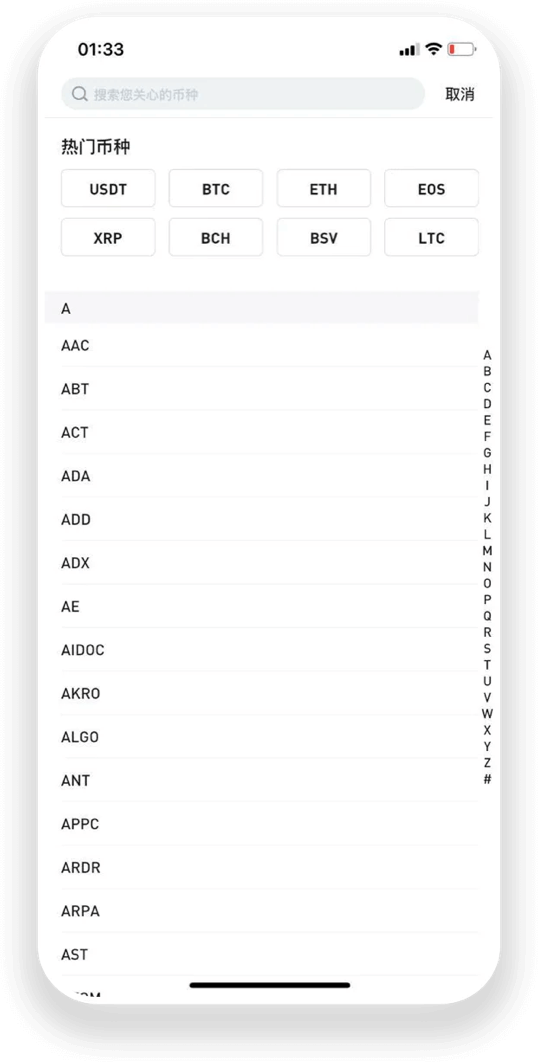 01:33
搜索您关心的币种 取消
热门币种
USDT BTC ETH EOS
XRP BCH BSV LTC
A
AAC
ABT
ACT
ADA
ADD
ADX
AE
AIDOC
AKRO
ALGO
ANT
APPC
ARDR
ARPA
AST
A
B
C
D
E
F
G
H
I
J
K
L
M
N
O
P
Q
R
S
T
U
V
W
X
Y
Z
#